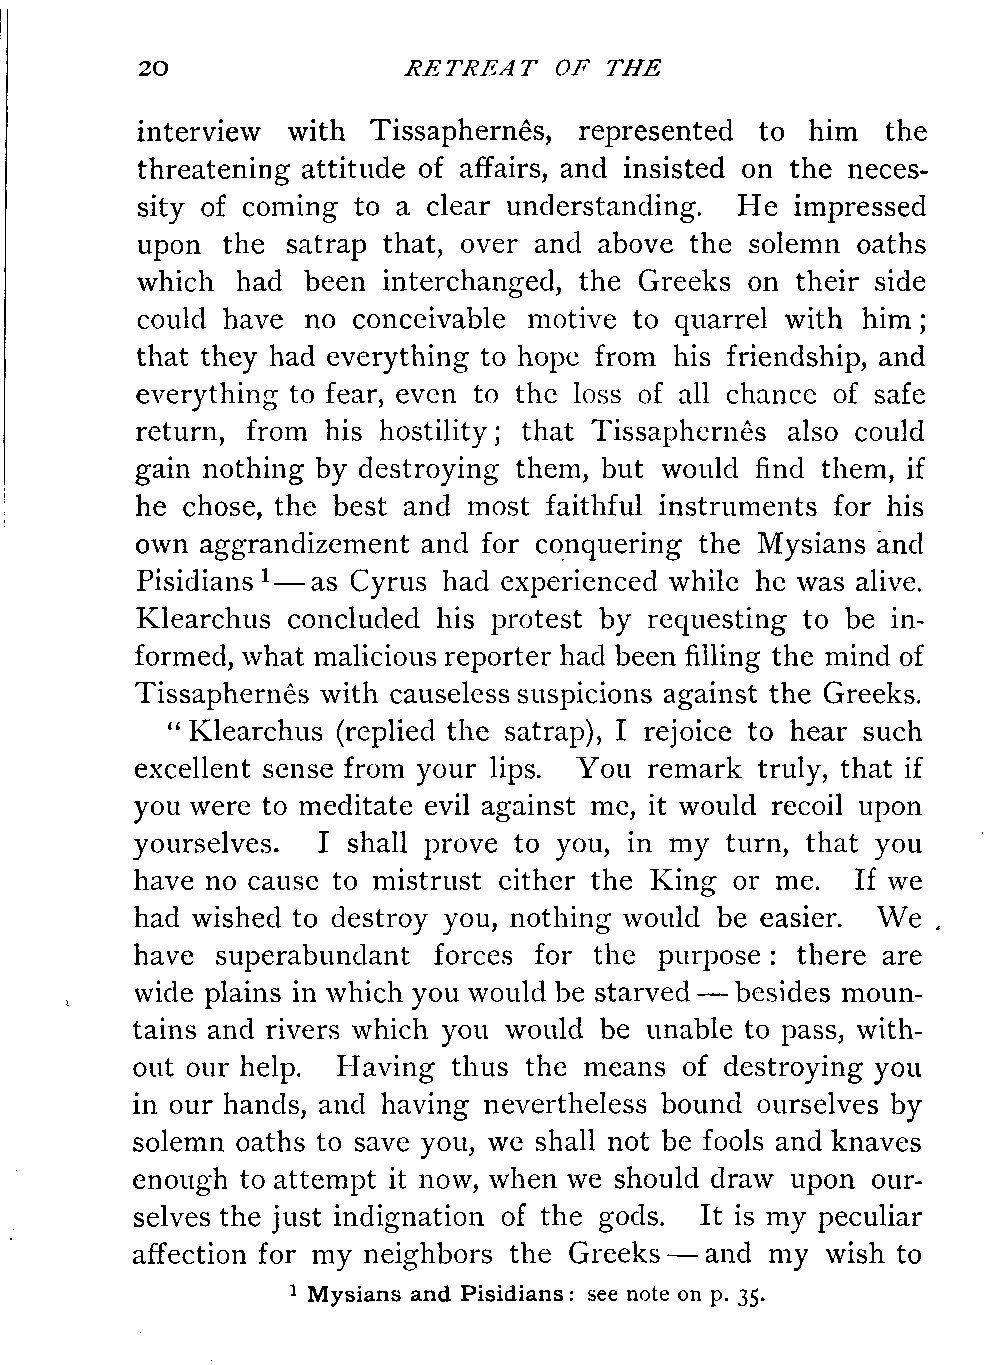 20 RETREAT OF THE
interview with Tissaphernês, represented to him the
threatening attitude of affairs, and insisted on the neces-
sity of coming to a clear understanding. He impressed
upon the satrap that, over and above the solemn oaths
which had been interchanged, the Greeks on their side
could have no conceivable motive to quarrel with him;
that they had everything to hope from his friendship, and
everything to fear, even to the loss of all chance of safe
return, from his hostility; that Tissaphernês also could
gain nothing by destroying them, but would find them, if
he chose, the best and most faithful instruments for his
own aggrandizement and for conquering the Mysians and
Pisidians ¹—as Cyrus had experienced while he was alive.
Klearchus concluded his protest by requesting to be in-
formed, what malicious reporter had been filling the mind of
Tissaphernês with causeless suspicions against the Greeks.
“Klearchus (replied the satrap), I rejoice to hear such
excellent sense from your lips. You remark truly, that if
you were to meditate evil against me, it would recoil upon
yourselves. I shall prove to you, in my turn, that you
have no cause to mistrust either the King or me. If we
had wished to destroy you, nothing would be easier. We
have superabundant forces for the purpose: there are
wide plains in which you would be starved — besides moun-
tains and rivers which you would be unable to pass, with-
out our help. Having thus the means of destroying you
in our hands, and having nevertheless bound ourselves by
solemn oaths to save you, we shall not be fools and knaves
enough to attempt it now, when we should draw upon our-
selves the just indignation of the gods. It is my peculiar
affection for my neighbors the Greeks — and my wish to
¹ Mysians and Pisidians: see note on p. 35.